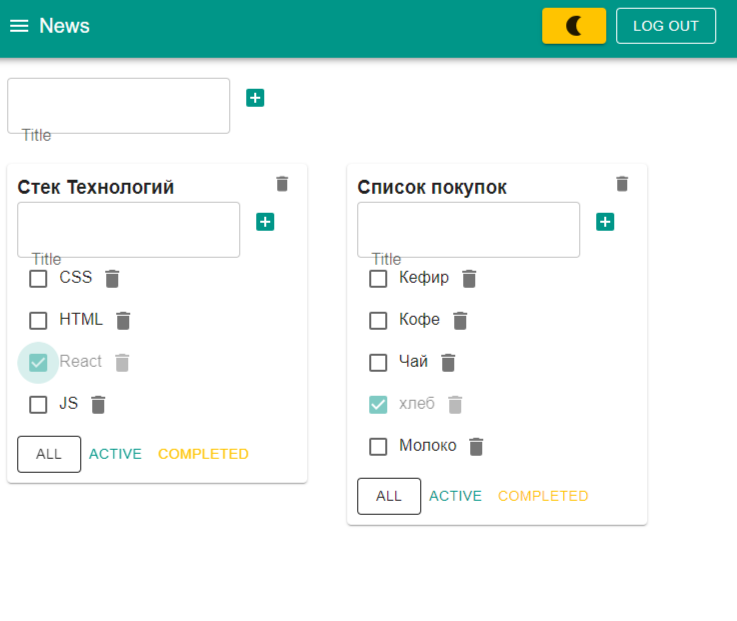 News
LOG OUT
Title
Стек Технологий
Title
CSS
HTML
React
JS
ALL ACTIVE COMPLETED
Список покупок
Title
Кефир
Кофе
Чай
хлеб
Молоко
ALL ACTIVE COMPLETED